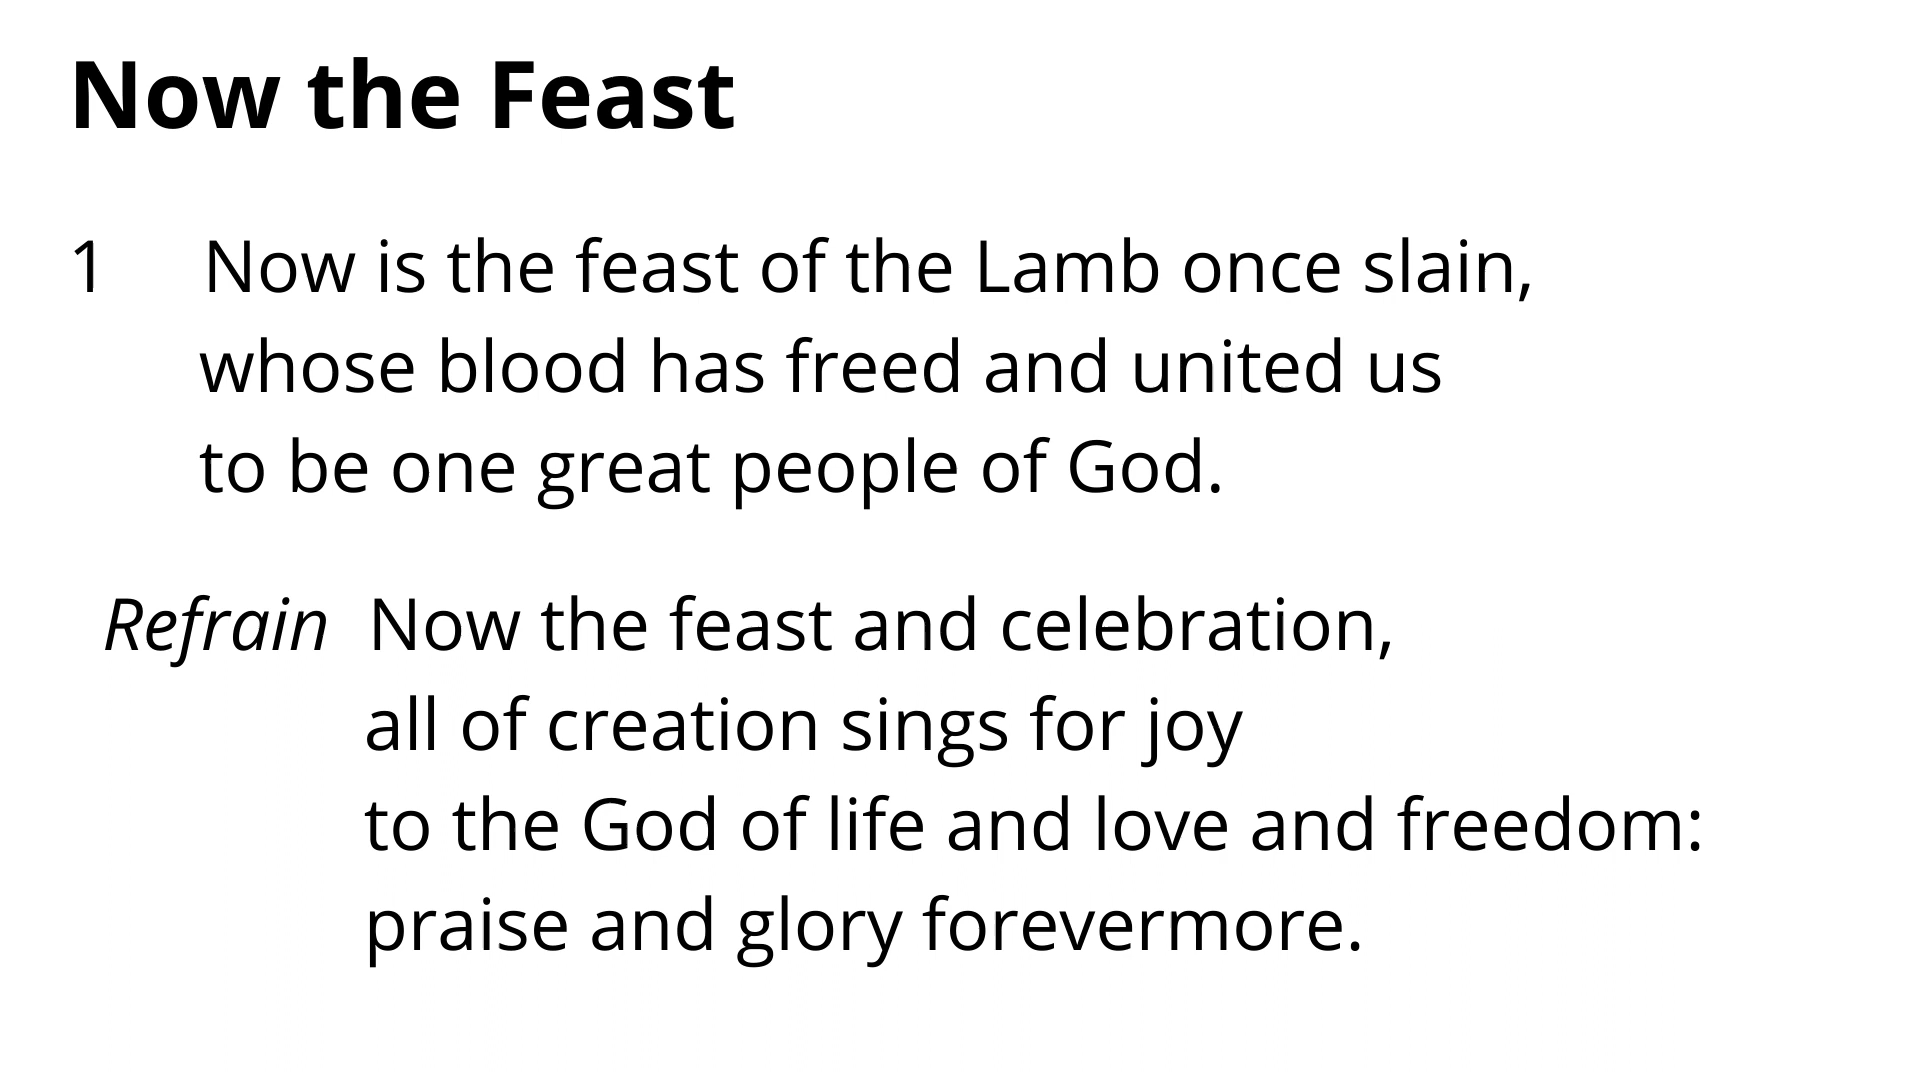 Now the Feast
1 Now is the feast of the Lamb once slain,
whose blood has freed and united us
to be one great people of God.
Refrain Now the feast and celebration,
all of creation sings for joy
to the God of life and love and freedom:
praise and glory forevermore.